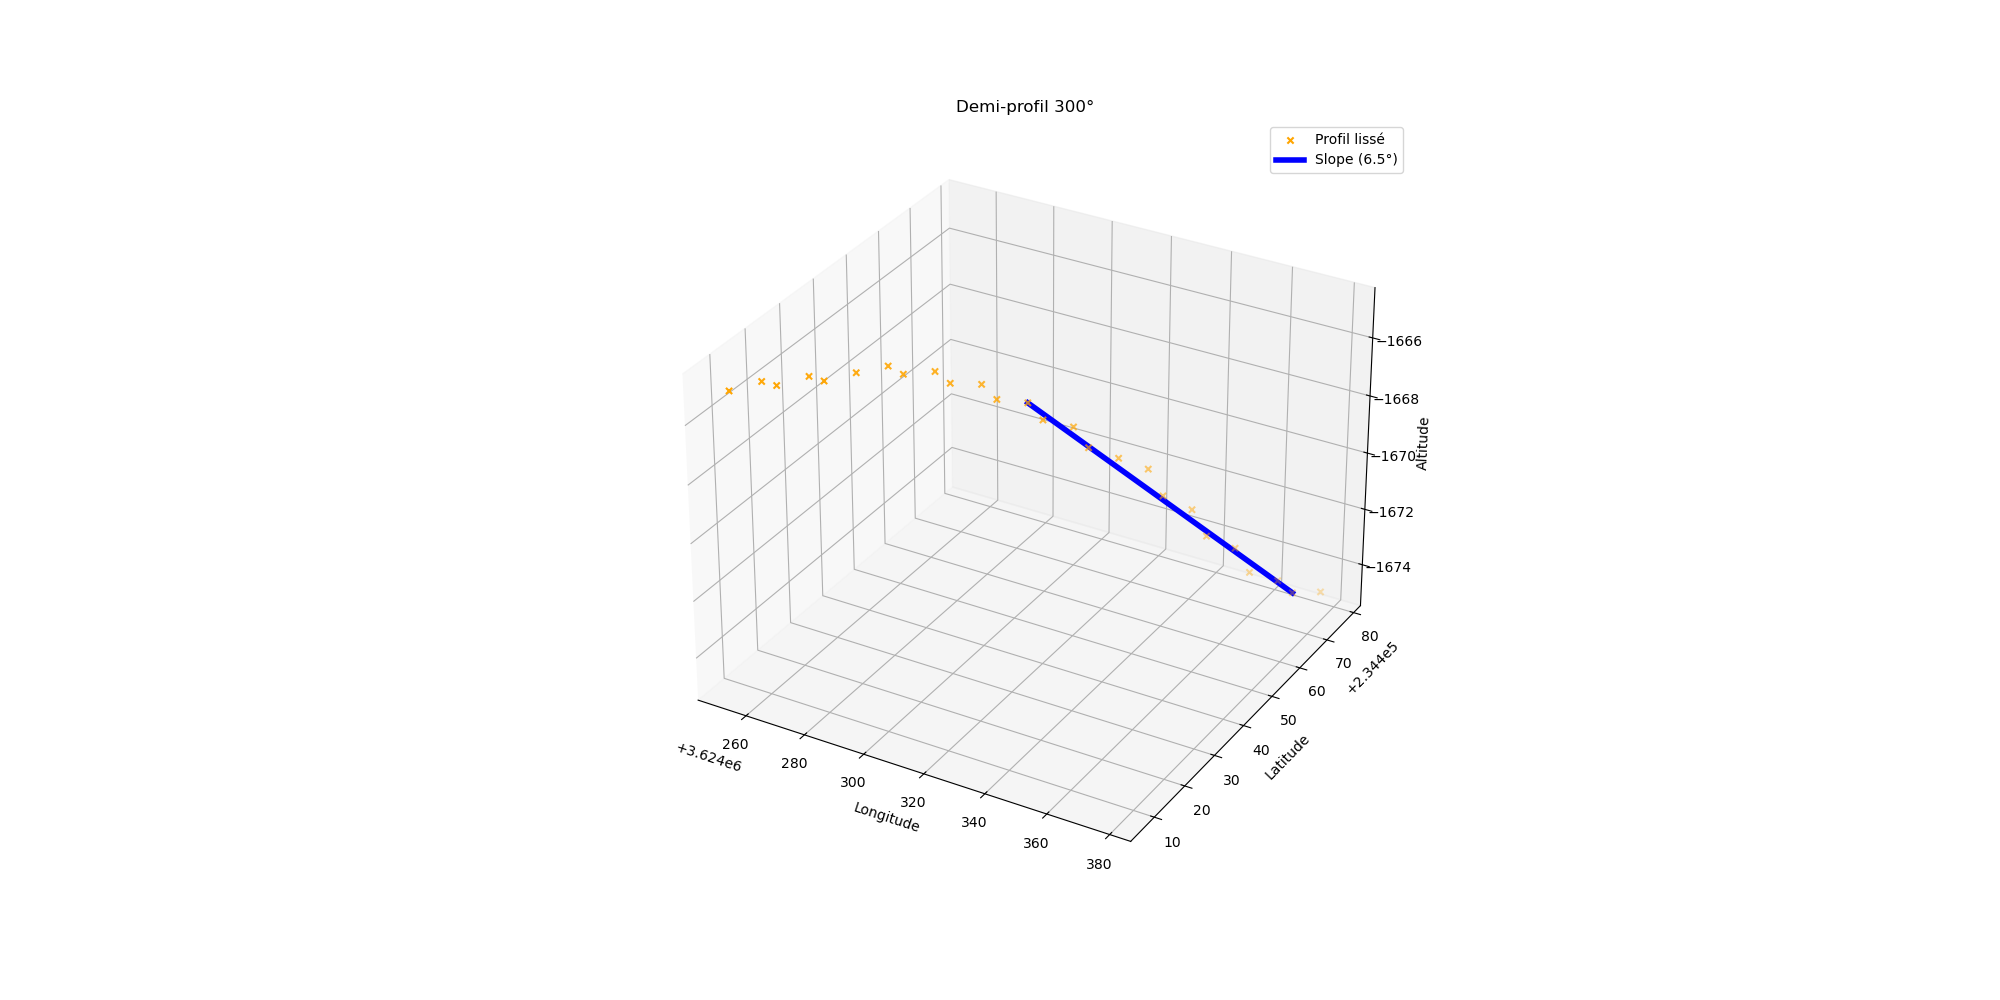 Demi-profil 300°
Profil lissé
Slope (6.5°)
−1666
−1668
−1670
−1672
−1674
Altitude
80
70
60
50
40
30
20
10
+2.344e5
Latitude
260
280
300
320
340
360
380
+3.624e6
Longitude